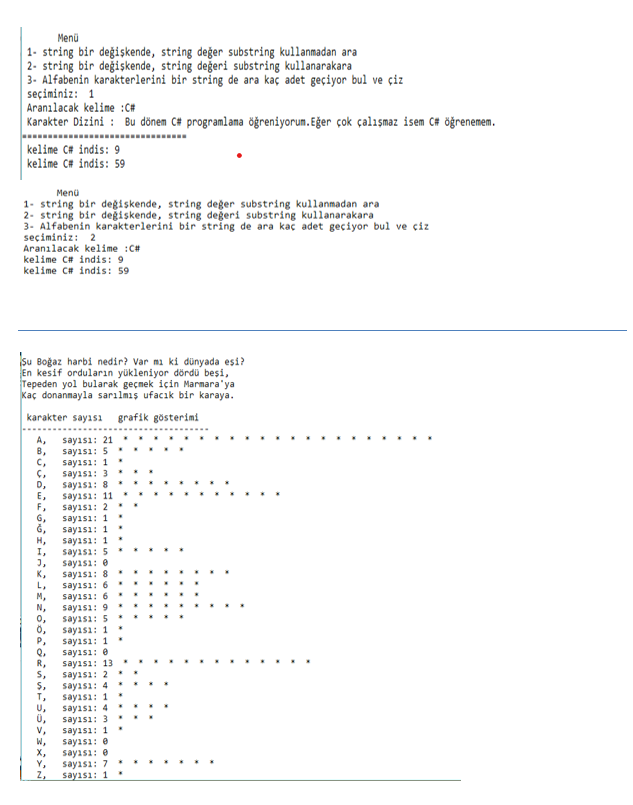 Menü
1- string bir değişkende, string değer substring kullanmadan ara
2- string bir değişkende, string değeri substring kullanarakara
3- Alfabenin karakterlerini bir string de ara kaç adet geçiyor bul ve çiz
seçiminiz: 1
Aranılacak kelime :C#
Karakter Dizini : Bu dönem C# programlama öğreniyorum.Eğer çok çalışmaz isem C# öğrenemem.
===============================
kelime C# indis: 9
kelime C# indis: 59
Menü
1- string bir değişkende, string değer substring kullanmadan ara
2- string bir değişkende, string değeri substring kullanarakara
3- Alfabenin karakterlerini bir string de ara kaç adet geçiyor bul ve çiz
seçiminiz: 2
Aranılacak kelime :C#
kelime C# indis: 9
kelime C# indis: 59
Şu Boğaz harbi nedir? Var mı ki dünyada eşi?
En kesif orduların yükleniyor dördü beşi,
Tepeden yol bularak geçmek için Marmara'ya
Kaç donanmayla sarılmış ufacık bir karaya.
karakter sayısı grafik gösterimi
------------------------------------
A, sayısı: 21 * * * * * * * * * * * * * * * * * * * * *
B, sayısı: 5 * * * * *
C, sayısı: 1 *
Ç, sayısı: 3 * * *
D, sayısı: 8 * * * * * * * *
E, sayısı: 11 * * * * * * * * * * *
F, sayısı: 2 * *
G, sayısı: 1 *
Ğ, sayısı: 1 *
H, sayısı: 1 *
I, sayısı: 5 * * * * *
J, sayısı: 0
K, sayısı: 8 * * * * * * * *
L, sayısı: 6 * * * * * *
M, sayısı: 6 * * * * * *
N, sayısı: 9 * * * * * * * * *
O, sayısı: 5 * * * * *
Ö, sayısı: 1 *
P, sayısı: 1 *
Q, sayısı: 0
R, sayısı: 13 * * * * * * * * * * * * *
S, sayısı: 2 * *
Ş, sayısı: 4 * * * *
T, sayısı: 1 *
U, sayısı: 4 * * * *
Ü, sayısı: 3 * * *
V, sayısı: 1 *
W, sayısı: 0
X, sayısı: 0
Y, sayısı: 7 * * * * * * *
Z, sayısı: 1 *